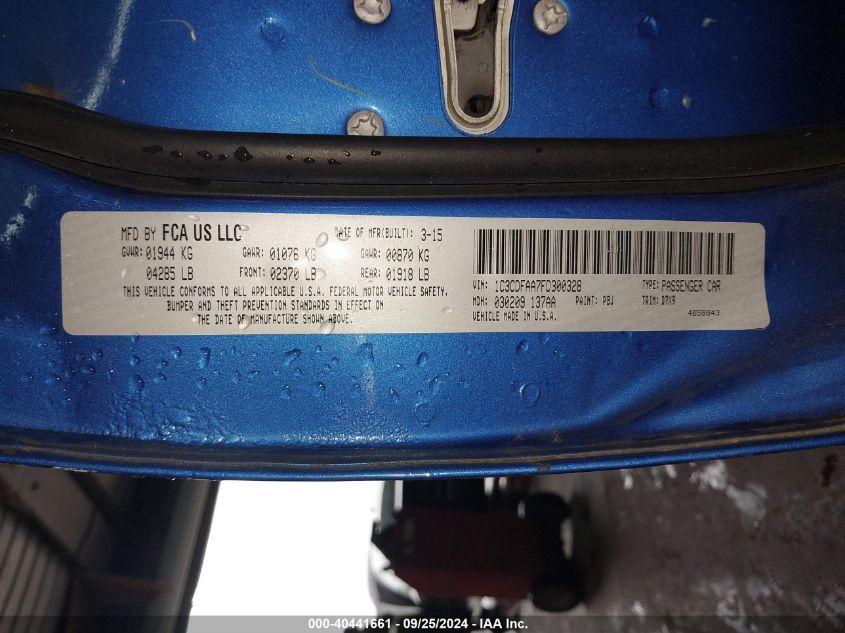 MFD BY FCA US LLC DATE OF MFR(BUILT): 3-15
GVWR:01944 KG GAWR:01076 KG GAWR:00870 KG
04285 LB FRONT:02370 LB REAR:01918 LB
THIS VEHICLE CONFORMS TO ALL APPLICABLE U.S.A. FEDERAL MOTOR VEHICLE SAFETY,
BUMPER AND THEFT PREVENTION STANDARDS IN EFFECT ON
THE DATE OF MANUFACTURE SHOWN ABOVE.
VIN: 1C3CDFAA7FD300328 TYPE: PASSENGER CAR
MDH: 030209 137AA PAINT: PBJ TRIM: D7X9
VEHICLE MADE IN U.S.A. 4658843
000-40441661 - 09/25/2024 - IAA Inc.